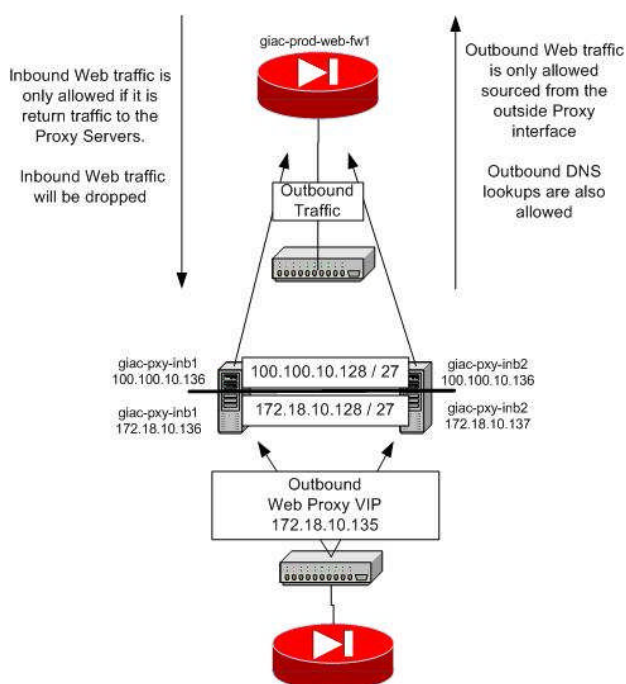 giac-prod-web-fw1
Inbound Web traffic is
only allowed if it is
return traffic to the
Proxy Servers.
Inbound Web traffic
will be dropped
Outbound Web traffic
is only allowed
sourced from the
outside Proxy
interface
Outbound DNS
lookups are also
allowed
Outbound
Traffic
giac-pxy-inb1
100.100.10.136
100.100.10.128 / 27
giac-pxy-inb2
100.100.10.136
giac-pxy-inb1
172.18.10.136
172.18.10.128 / 27
giac-pxy-inb2
172.18.10.137
Outbound
Web Proxy VIP
172.18.10.135